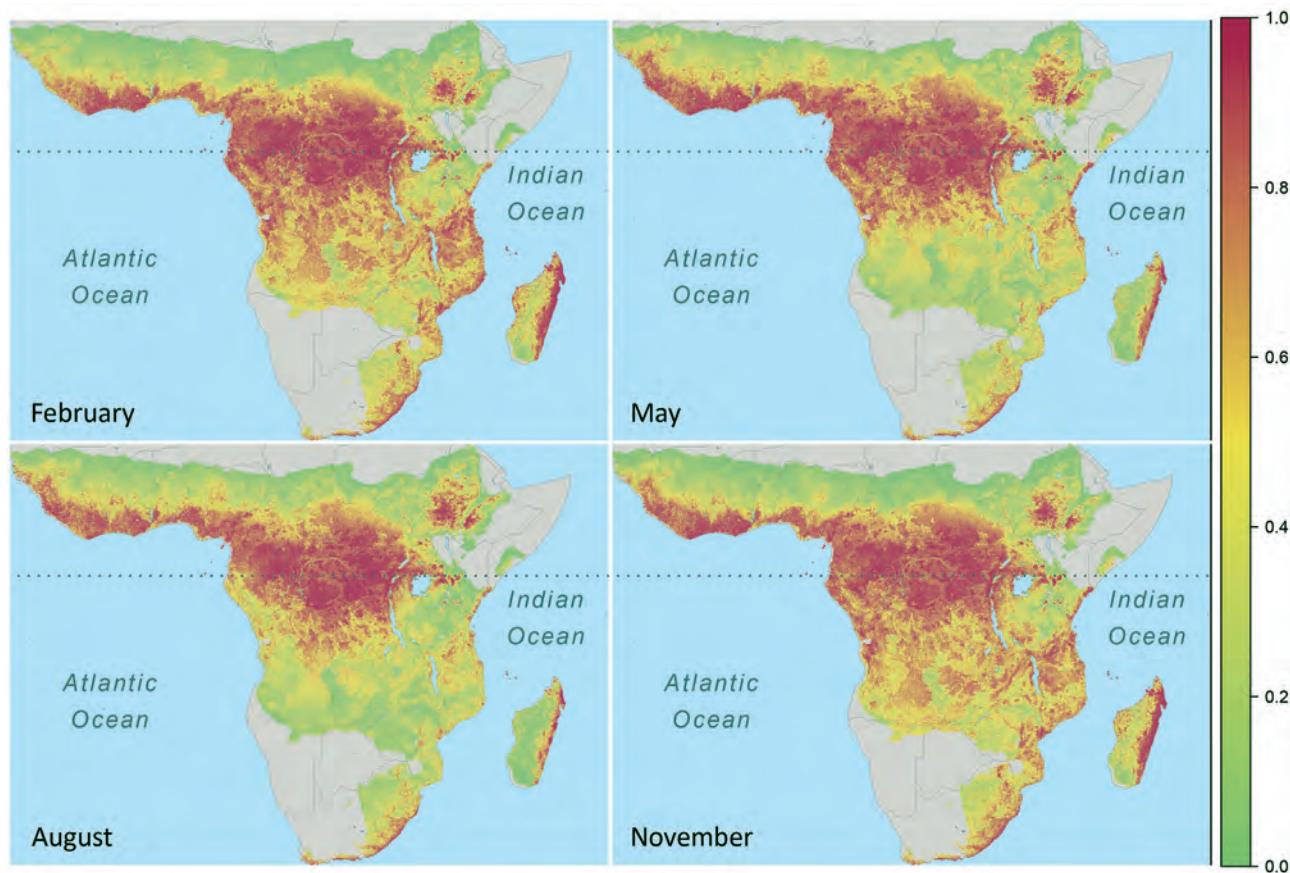 Atlantic
Ocean
Indian
Ocean
February
Atlantic
Ocean
Indian
Ocean
May
Atlantic
Ocean
Indian
Ocean
August
Atlantic
Ocean
Indian
Ocean
November
1.0
0.8
0.6
0.4
0.2
0.0